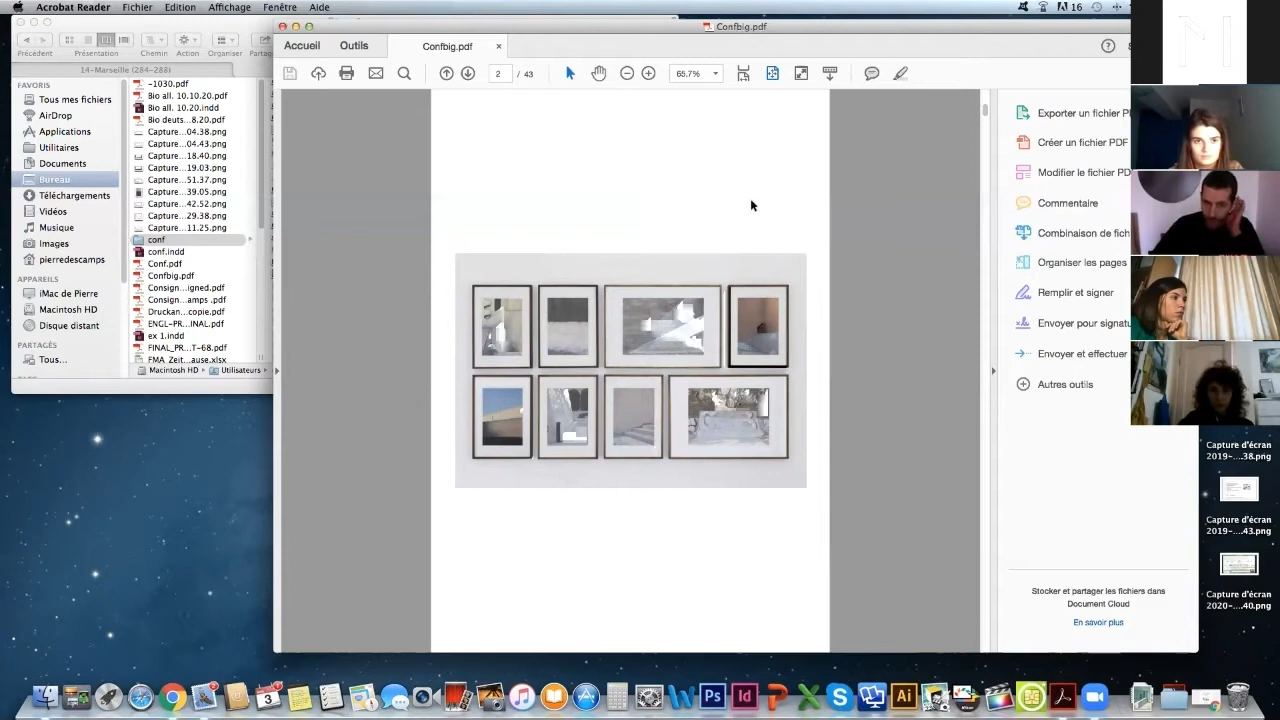 Acrobat Reader Fichier Edition Affichage Fenêtre Aide
16
Précédent Présentation Chemin Action Organiser
14-Marseille (284-288)
FAVORIS
Tous mes fichiers
AirDrop
Applications
Utilitaires
Documents
Bureau
Téléchargements
Vidéos
Musique
Images
pierredescamps
APPAREILS
iMac de Pierre
Macintosh HD
Disque distant
PARTAGÉS
Tous...
~1030.pdf
Bio all. 10.10.20.pdf
Bio all. 10.20.indd
Bio deuts...8.20.pdf
Capture...04.38.png
Capture...04.43.png
Capture...18.40.png
Capture...19.03.png
Capture...51.37.png
Capture...39.05.png
Capture...42.52.png
Capture...29.38.png
Capture...11.25.png
conf
conf.indd
Conf.pdf
Confbig.pdf
Consign...igned.pdf
Consign...amps .pdf
Druckan...copie.pdf
ENGL-PR...INAL.pdf
ex 1.indd
FINAL_PR...T-68.pdf
FMA_Zeit...ause.xlsx
Macintosh HD Utilisateurs
Confbig.pdf
Accueil Outils Confbig.pdf ×
2 / 43 65,7%
Exporter un fichier PD
Créer un fichier PDF
Modifier le fichier PD
Commentaire
Combinaison de fich
Organiser les pages
Remplir et signer
Envoyer pour signatu
Envoyer et effectuer
Autres outils
Stocker et partager les fichiers dans
Document Cloud
En savoir plus
Capture d'écran
2019-....38.png
Capture d'écran
2019-....43.png
Capture d'écran
2020-....40.png
3
Ps Id Ai